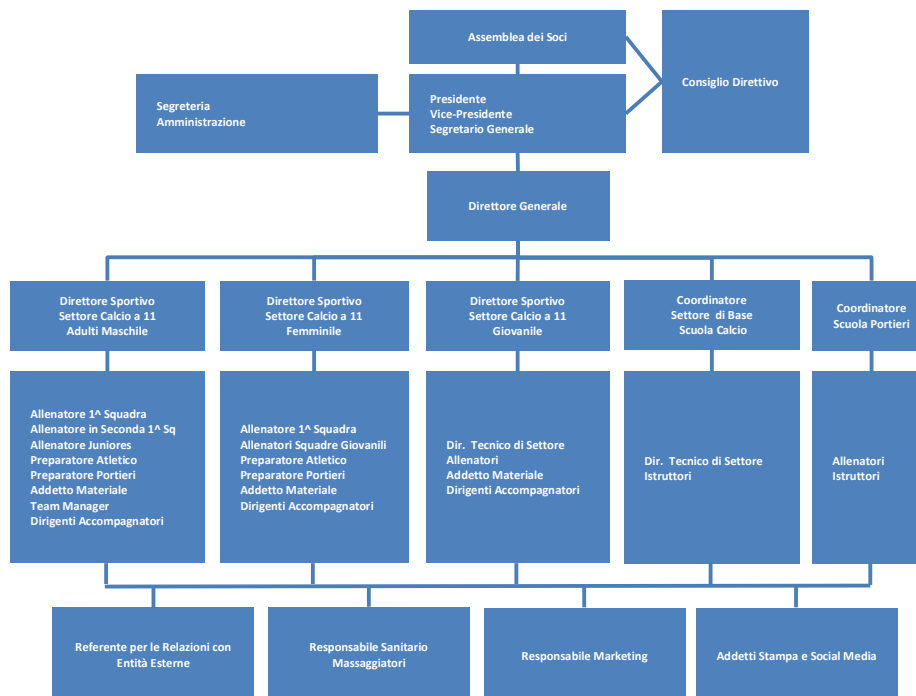 Assemblea dei Soci
Consiglio Direttivo
Segreteria
Amministrazione
Presidente
Vice-Presidente
Segretario Generale
Direttore Generale
Direttore Sportivo
Settore Calcio a 11
Adulti Maschile
Direttore Sportivo
Settore Calcio a 11
Femminile
Direttore Sportivo
Settore Calcio a 11
Giovanile
Coordinatore
Settore di Base
Scuola Calcio
Coordinatore
Scuola Portieri
Allenatore 1^ Squadra
Allenatore in Seconda 1^ Sq
Allenatore Juniores
Preparatore Atletico
Preparatore Portieri
Addetto Materiale
Team Manager
Dirigenti Accompagnatori
Allenatore 1^ Squadra
Allenatori Squadre Giovanili
Preparatore Atletico
Preparatore Portieri
Addetto Materiale
Dirigenti Accompagnatori
Dir. Tecnico di Settore
Allenatori
Addetto Materiale
Dirigenti Accompagnatori
Dir. Tecnico di Settore
Istruttori
Allenatori
Istruttori
Referente per le Relazioni con
Entità Esterne
Responsabile Sanitario
Massaggiatori
Responsabile Marketing
Addetti Stampa e Social Media